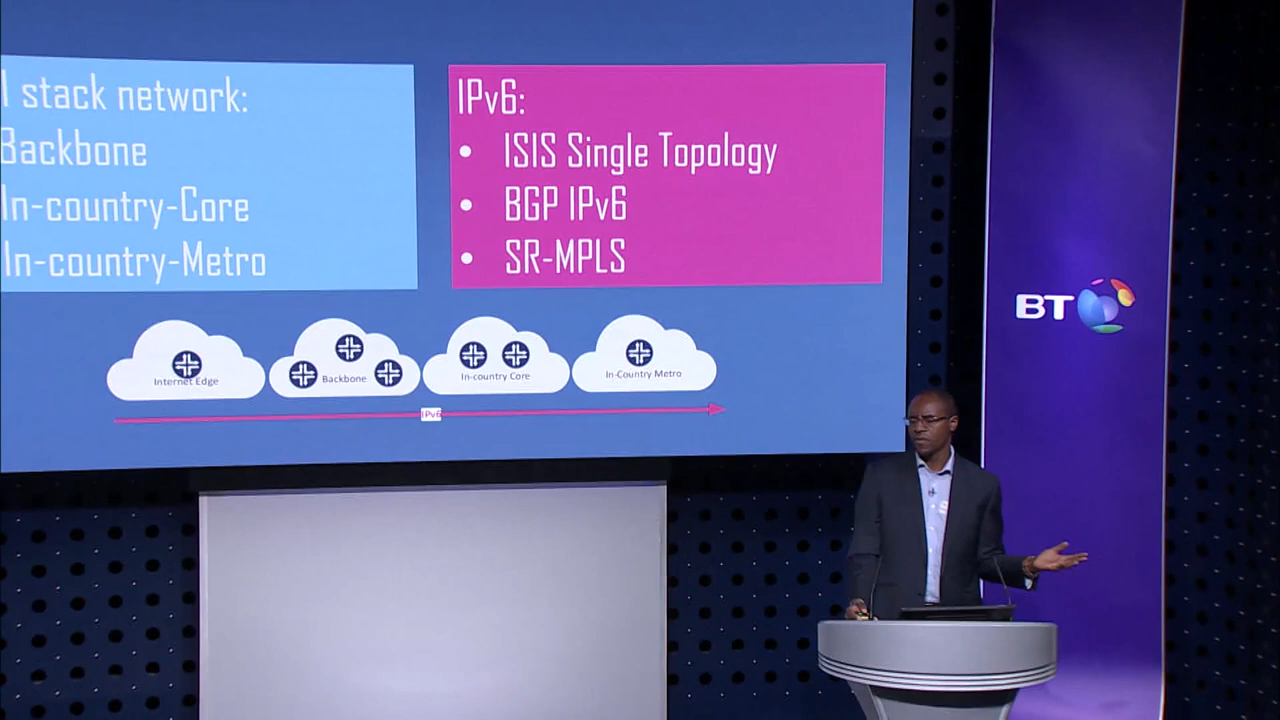 l stack network:
Backbone
In-country-Core
In-country-Metro
IPv6:
• ISIS Single Topology
• BGP IPv6
• SR-MPLS
Internet Edge
Backbone
In-country Core
In-Country Metro
IPv6
BT